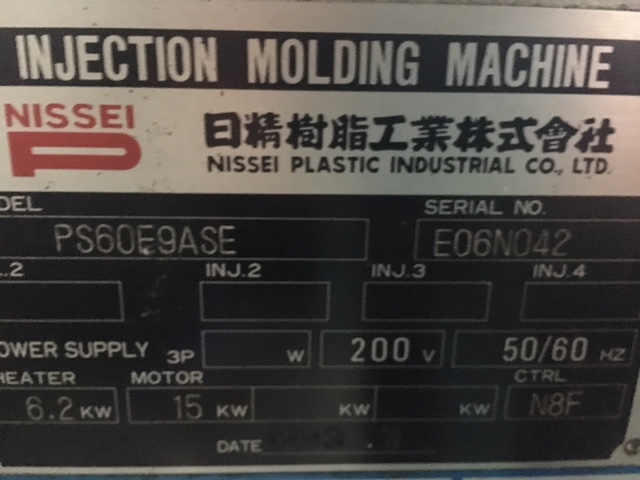 INJECTION MOLDING MACHINE
NISSEI
日精樹脂工業株式會社
NISSEI PLASTIC INDUSTRIAL CO., LTD.
DEL SERIAL NO.
PS60E9ASE E06N042
.2 INJ.2 INJ.3 INJ.4
OWER SUPPLY 3P W 200 V 50/60 HZ
HEATER MOTOR CTRL
6.2 KW 15 KW KW KW N8F
DATE